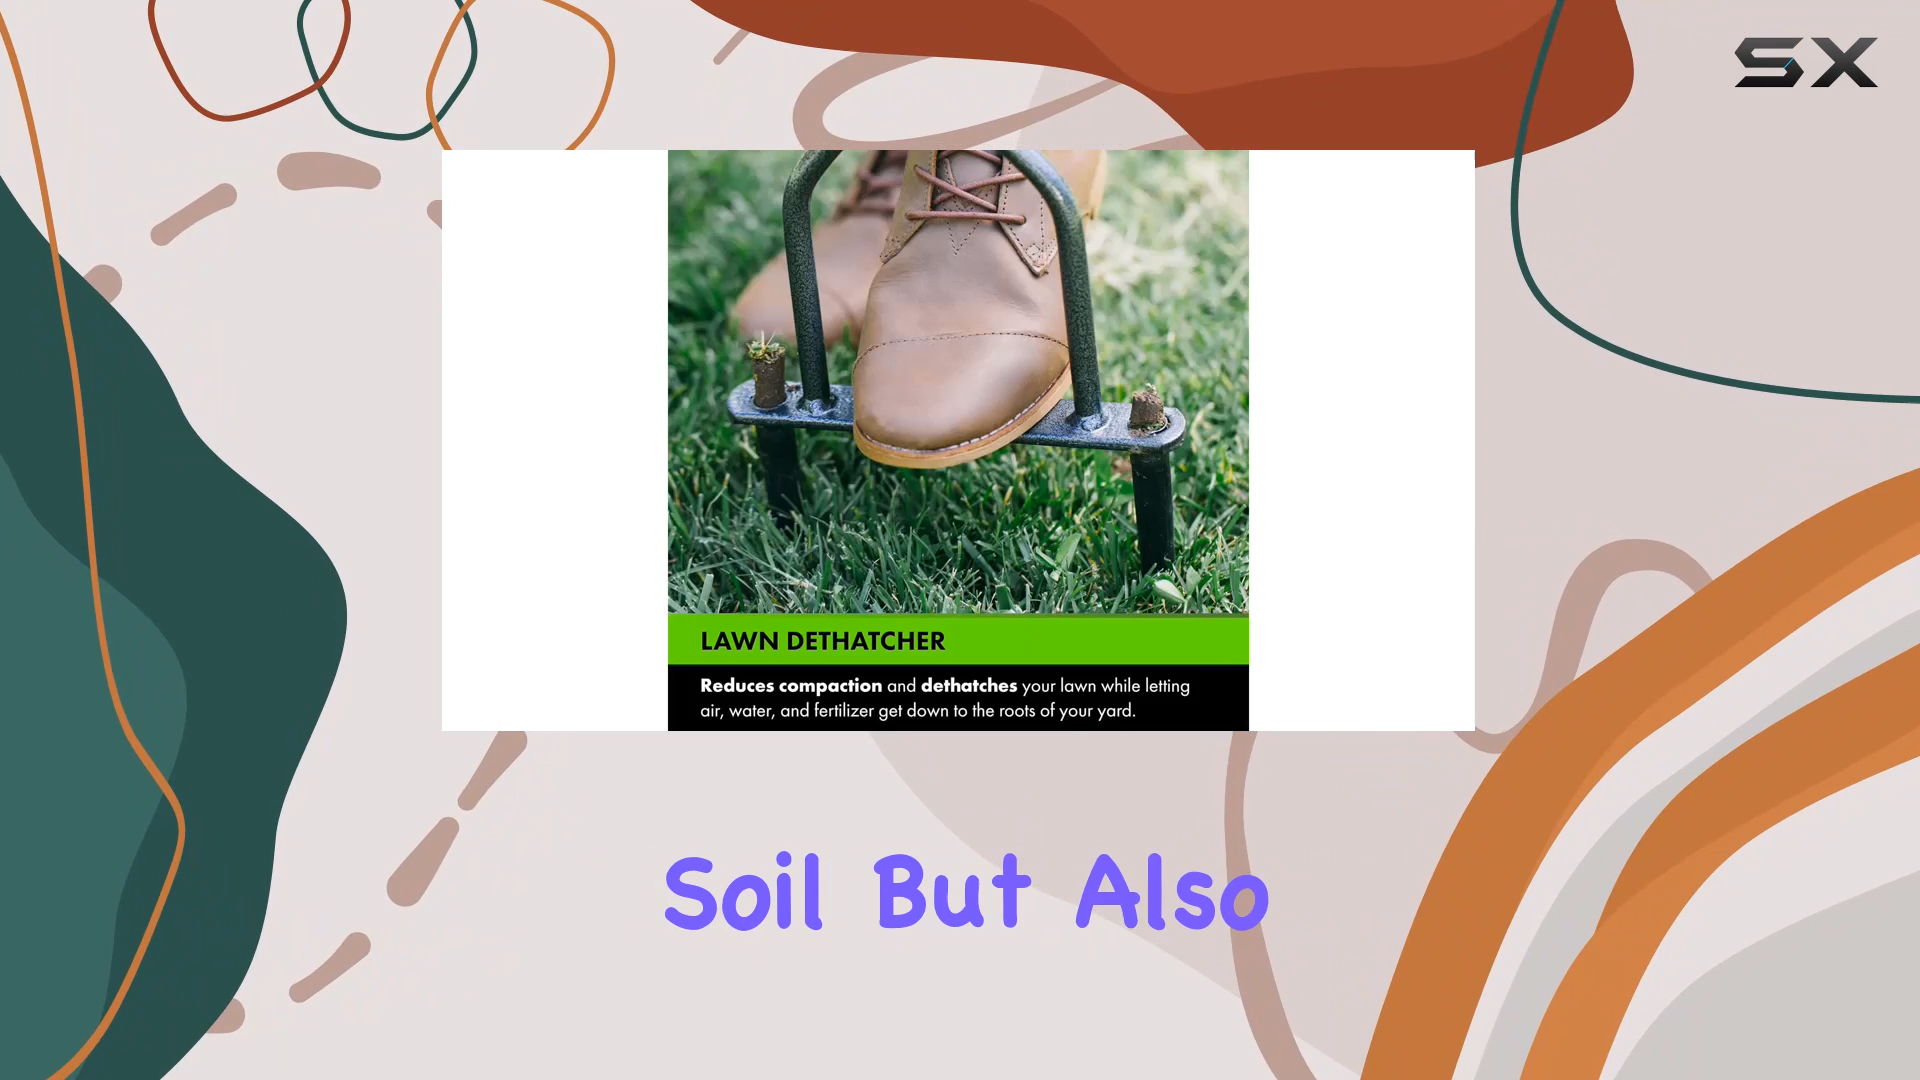 SX
LAWN DETHATCHER
Reduces compaction and dethatches your lawn while letting
air, water, and fertilizer get down to the roots of your yard.
Soil But Also